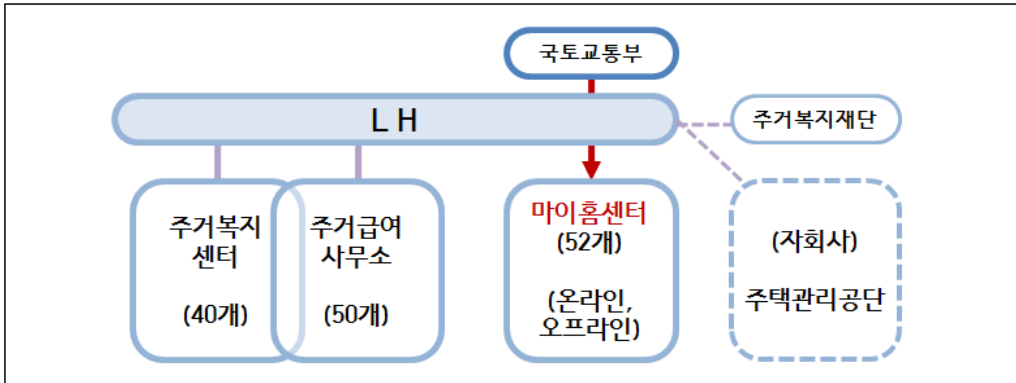 국토교통부
L H
주거복지재단
주거복지
센터
(40개)
주거급여
사무소
(50개)
마이홈센터
(52개)
(온라인,
오프라인)
(자회사)
주택관리공단